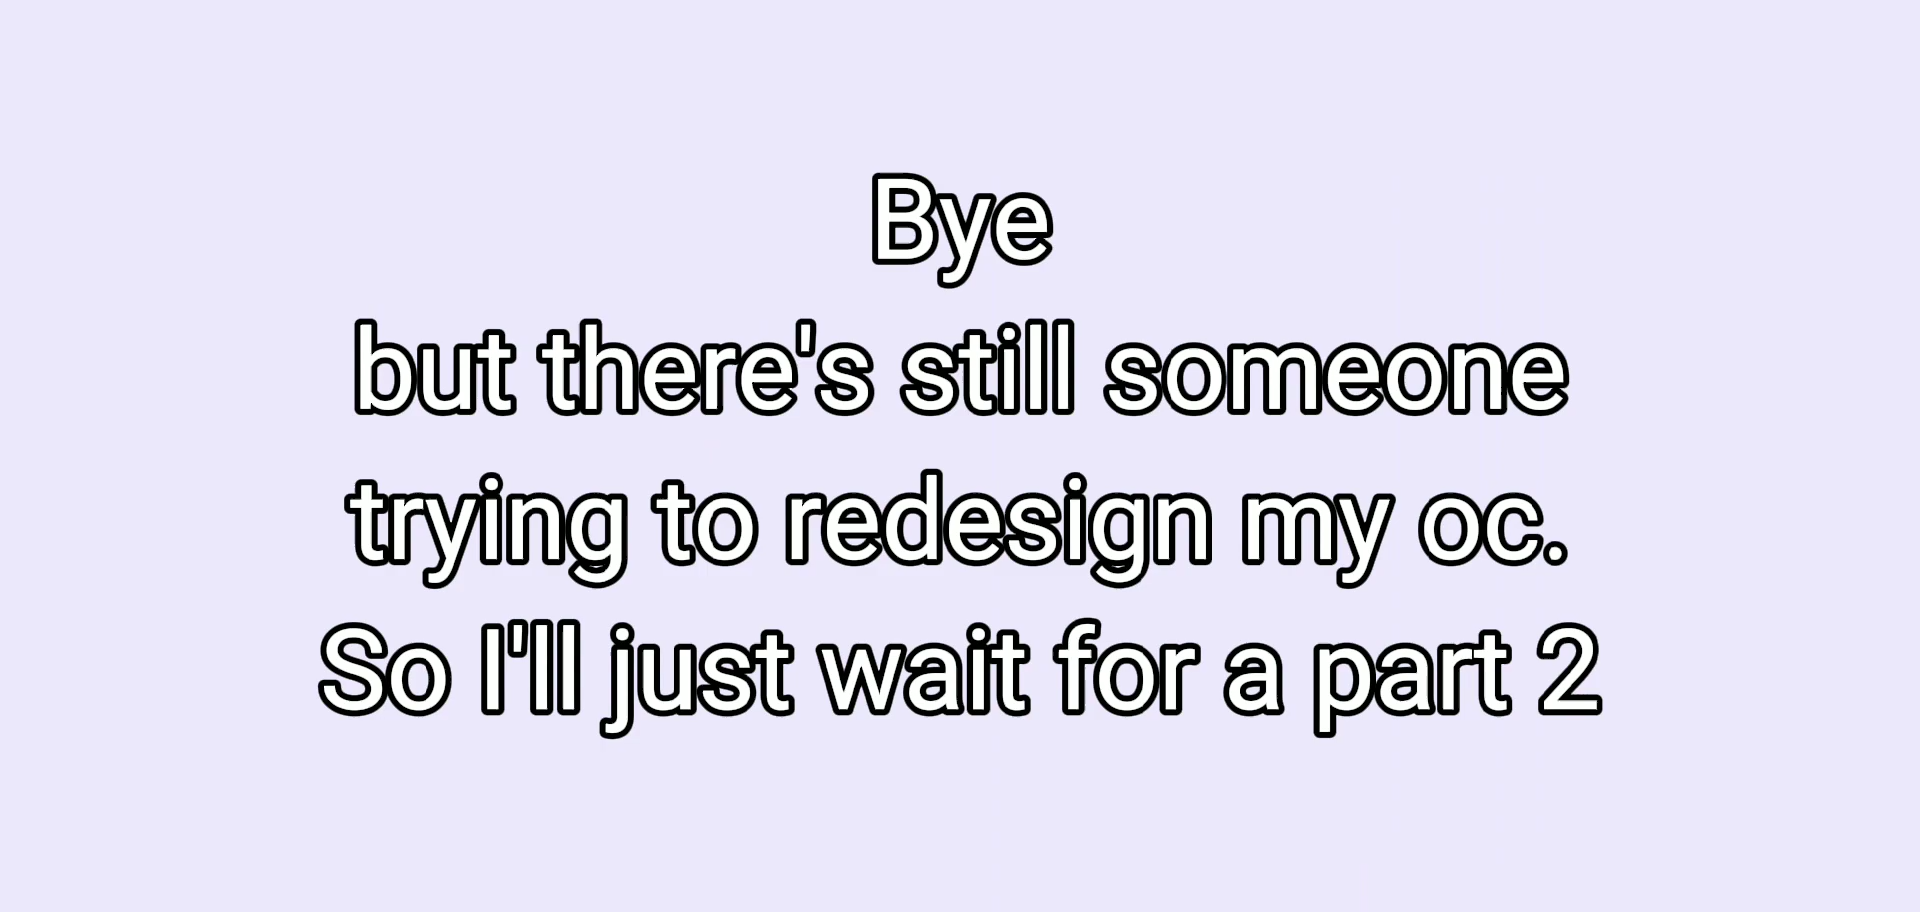 Bye
but there's still someone
trying to redesign my oc.
So I'll just wait for a part 2